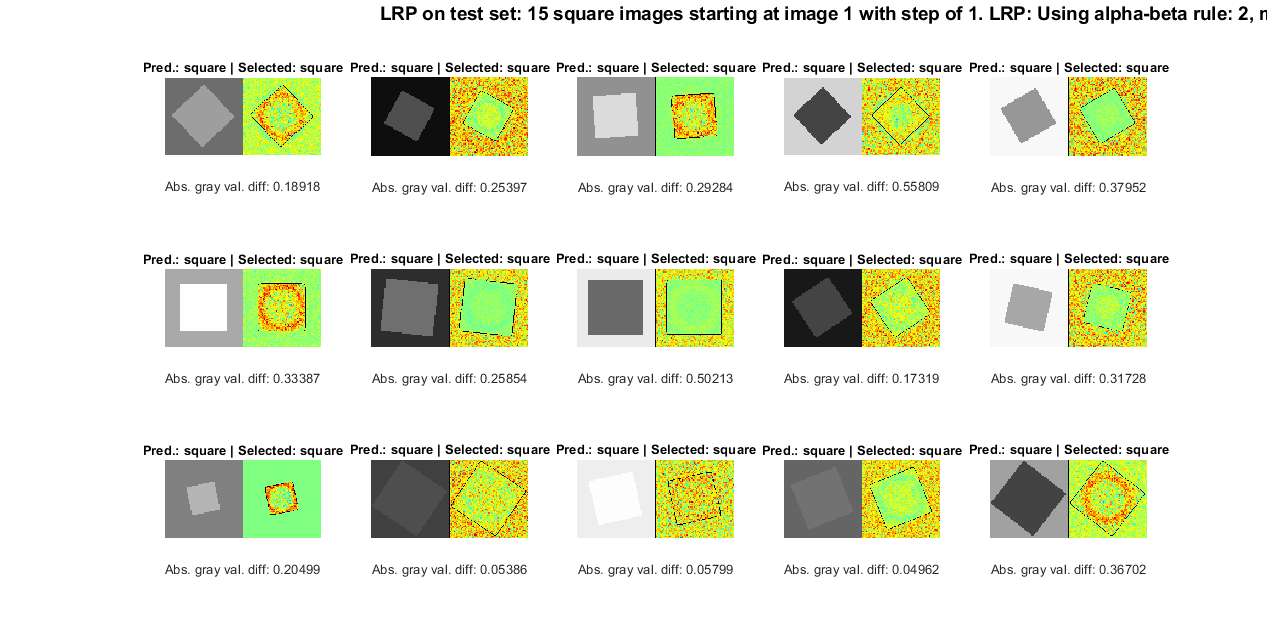 LRP on test set: 15 square images starting at image 1 with step of 1. LRP: Using alpha-beta rule: 2,
Pred.: square | Selected: square Pred.: square | Selected: square Pred.: square | Selected: square Pred.: square | Selected: square Pred.: square | Selected: square
Abs. gray val. diff: 0.18918 Abs. gray val. diff: 0.25397 Abs. gray val. diff: 0.29284 Abs. gray val. diff: 0.55809 Abs. gray val. diff: 0.37952
Pred.: square | Selected: square Pred.: square | Selected: square Pred.: square | Selected: square Pred.: square | Selected: square Pred.: square | Selected: square
Abs. gray val. diff: 0.33387 Abs. gray val. diff: 0.25854 Abs. gray val. diff: 0.50213 Abs. gray val. diff: 0.17319 Abs. gray val. diff: 0.31728
Pred.: square | Selected: square Pred.: square | Selected: square Pred.: square | Selected: square Pred.: square | Selected: square Pred.: square | Selected: square
Abs. gray val. diff: 0.20499 Abs. gray val. diff: 0.05386 Abs. gray val. diff: 0.05799 Abs. gray val. diff: 0.04962 Abs. gray val. diff: 0.36702